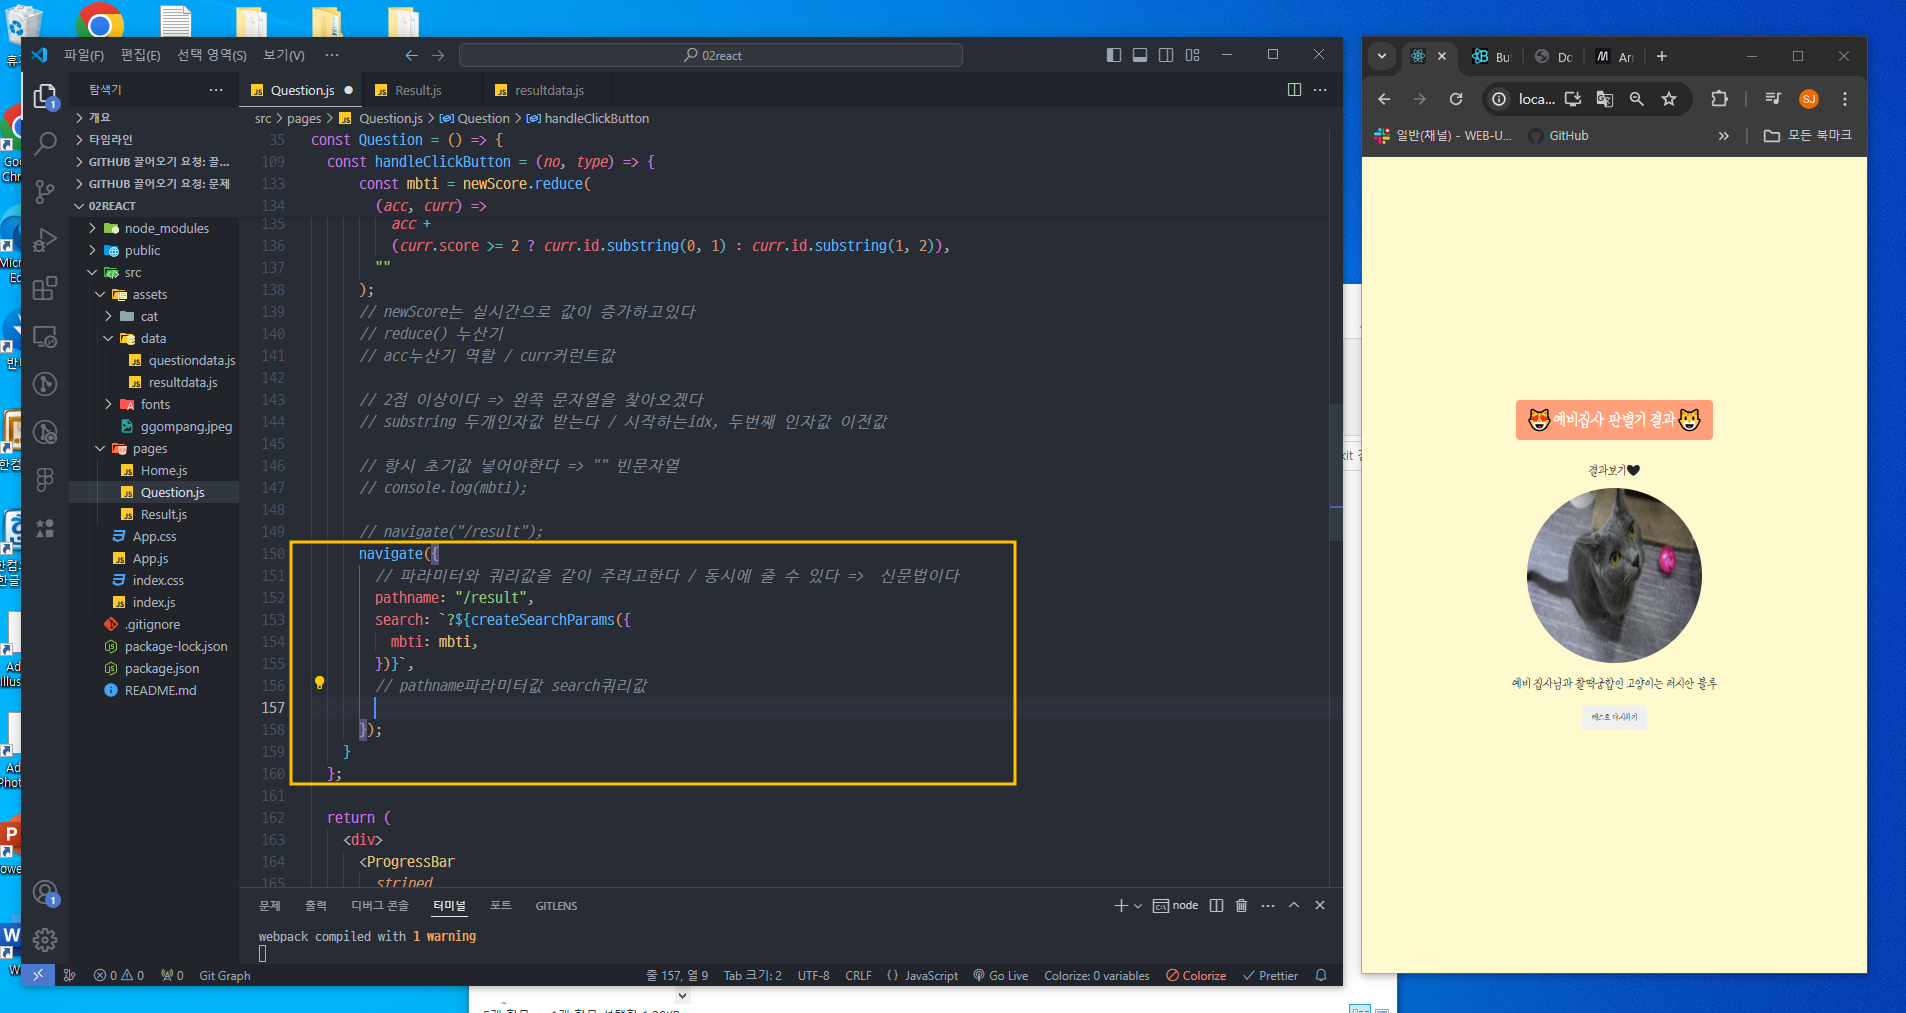 파일(F) 편집(E) 선택 영역(S) 보기(V) ···
02react
탐색기 ···
개요
타임라인
GITHUB 끌어오기 요청: 끌...
GITHUB 끌어오기 요청: 문제
02REACT
node_modules
public
src
assets
cat
data
questiondata.js
resultdata.js
fonts
ggompang.jpeg
pages
Home.js
Question.js
Result.js
App.css
App.js
index.css
index.js
.gitignore
package-lock.json
package.json
README.md
Question.js
Result.js
resultdata.js
src > pages > Question.js > Question > handleClickButton
35 const Question = () => {
109 const handleClickButton = (no, type) => {
133 const mbti = newScore.reduce(
134 (acc, curr) =>
135 acc +
136 (curr.score >= 2 ? curr.id.substring(0, 1) : curr.id.substring(1, 2)),
137 ""
138 );
139 // newScore는 실시간으로 값이 증가하고있다
140 // reduce() 누산기
141 // acc누산기 역할 / curr커런트값
142
143 // 2점 이상이다 => 왼쪽 문자열을 찾아오겠다
144 // substring 두개인자값 받는다 / 시작하는idx, 두번째 인자값 이전값
145
146 // 항시 초기값 넣어야한다 => "" 빈문자열
147 // console.log(mbti);
148
149 // navigate("/result");
150 navigate({
151 // 파라미터와 쿼리값을 같이 주려고한다 / 동시에 줄 수 있다 => 신문법이다
152 pathname: "/result",
153 search: `?${createSearchParams({
154 mbti: mbti,
155 })}`,
156 // pathname파라미터값 search쿼리값
157
158 });
159 }
160 };
161
162 return (
163 <div>
164 <ProgressBar
165 striped
문제 출력 디버그 콘솔 터미널 포트 GITLENS
node
webpack compiled with 1 warning
0 0 0 Git Graph
줄 157, 열 9 Tab 크기: 2 UTF-8 CRLF {} JavaScript Go Live Colorize: 0 variables Colorize Prettier
Bu
Do
Ar
loca...
SJ
일반(채널) - WEB-U...
GitHub
모든 북마크
예비집사 판별기 결과
결과보기
예비 집사님과 찰떡궁합인 고양이는 러시안 블루
테스트 다시하기